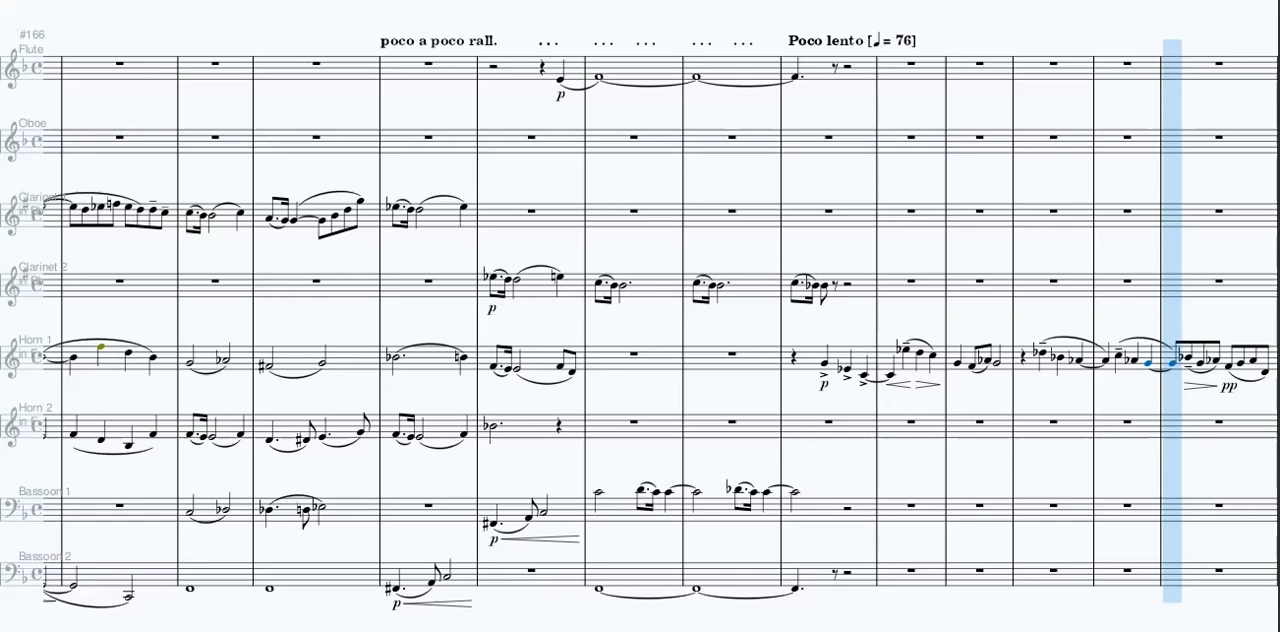 #166
poco a poco rall. ... ... ... ... ... Poco lento [♩= 76]
Flute
p
Oboe
Clarinet
Clarinet 2
p
Horn 1
p
pp
Horn 2
Bassoon 1
p
Bassoon 2
p